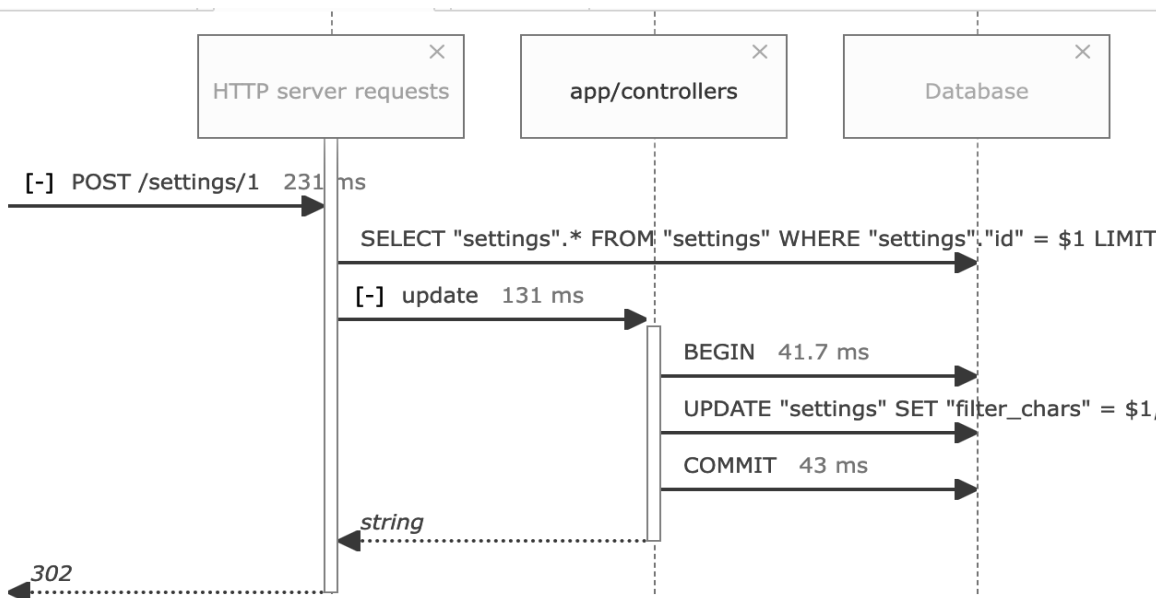 HTTP server requests
app/controllers
Database
[-] POST /settings/1 231 ms
SELECT "settings".* FROM "settings" WHERE "settings"."id" = $1 LIMIT
[-] update 131 ms
BEGIN 41.7 ms
UPDATE "settings" SET "filter_chars" = $1,
COMMIT 43 ms
string
302